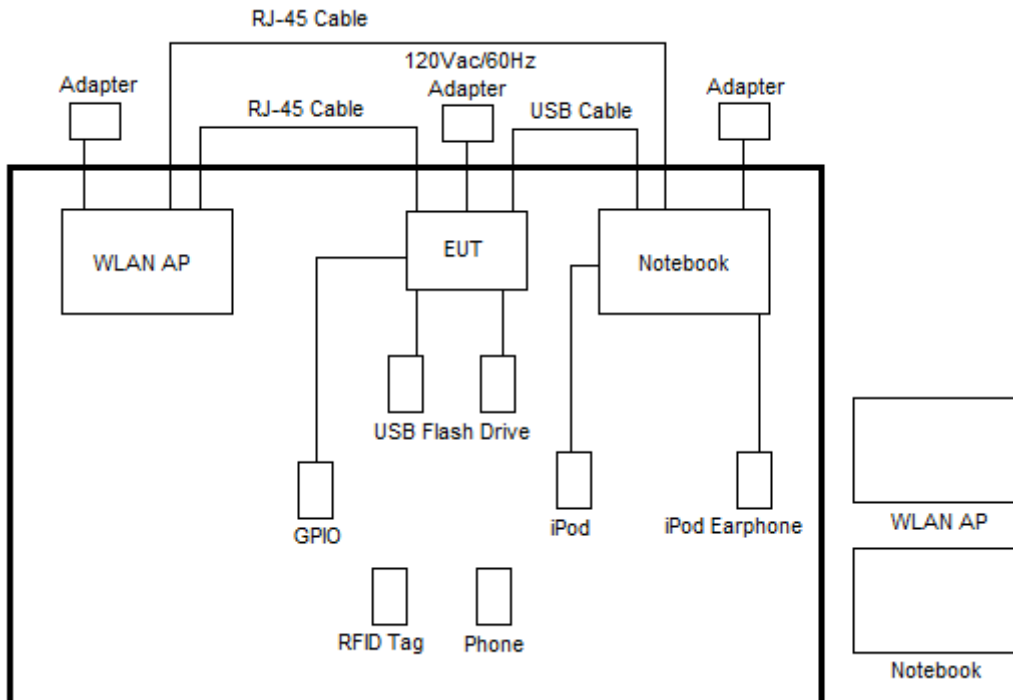 RJ-45 Cable
120Vac/60Hz
Adapter
Adapter
Adapter
RJ-45 Cable
USB Cable
WLAN AP
EUT
Notebook
USB Flash Drive
GPIO
iPod
iPod Earphone
WLAN AP
RFID Tag
Phone
Notebook